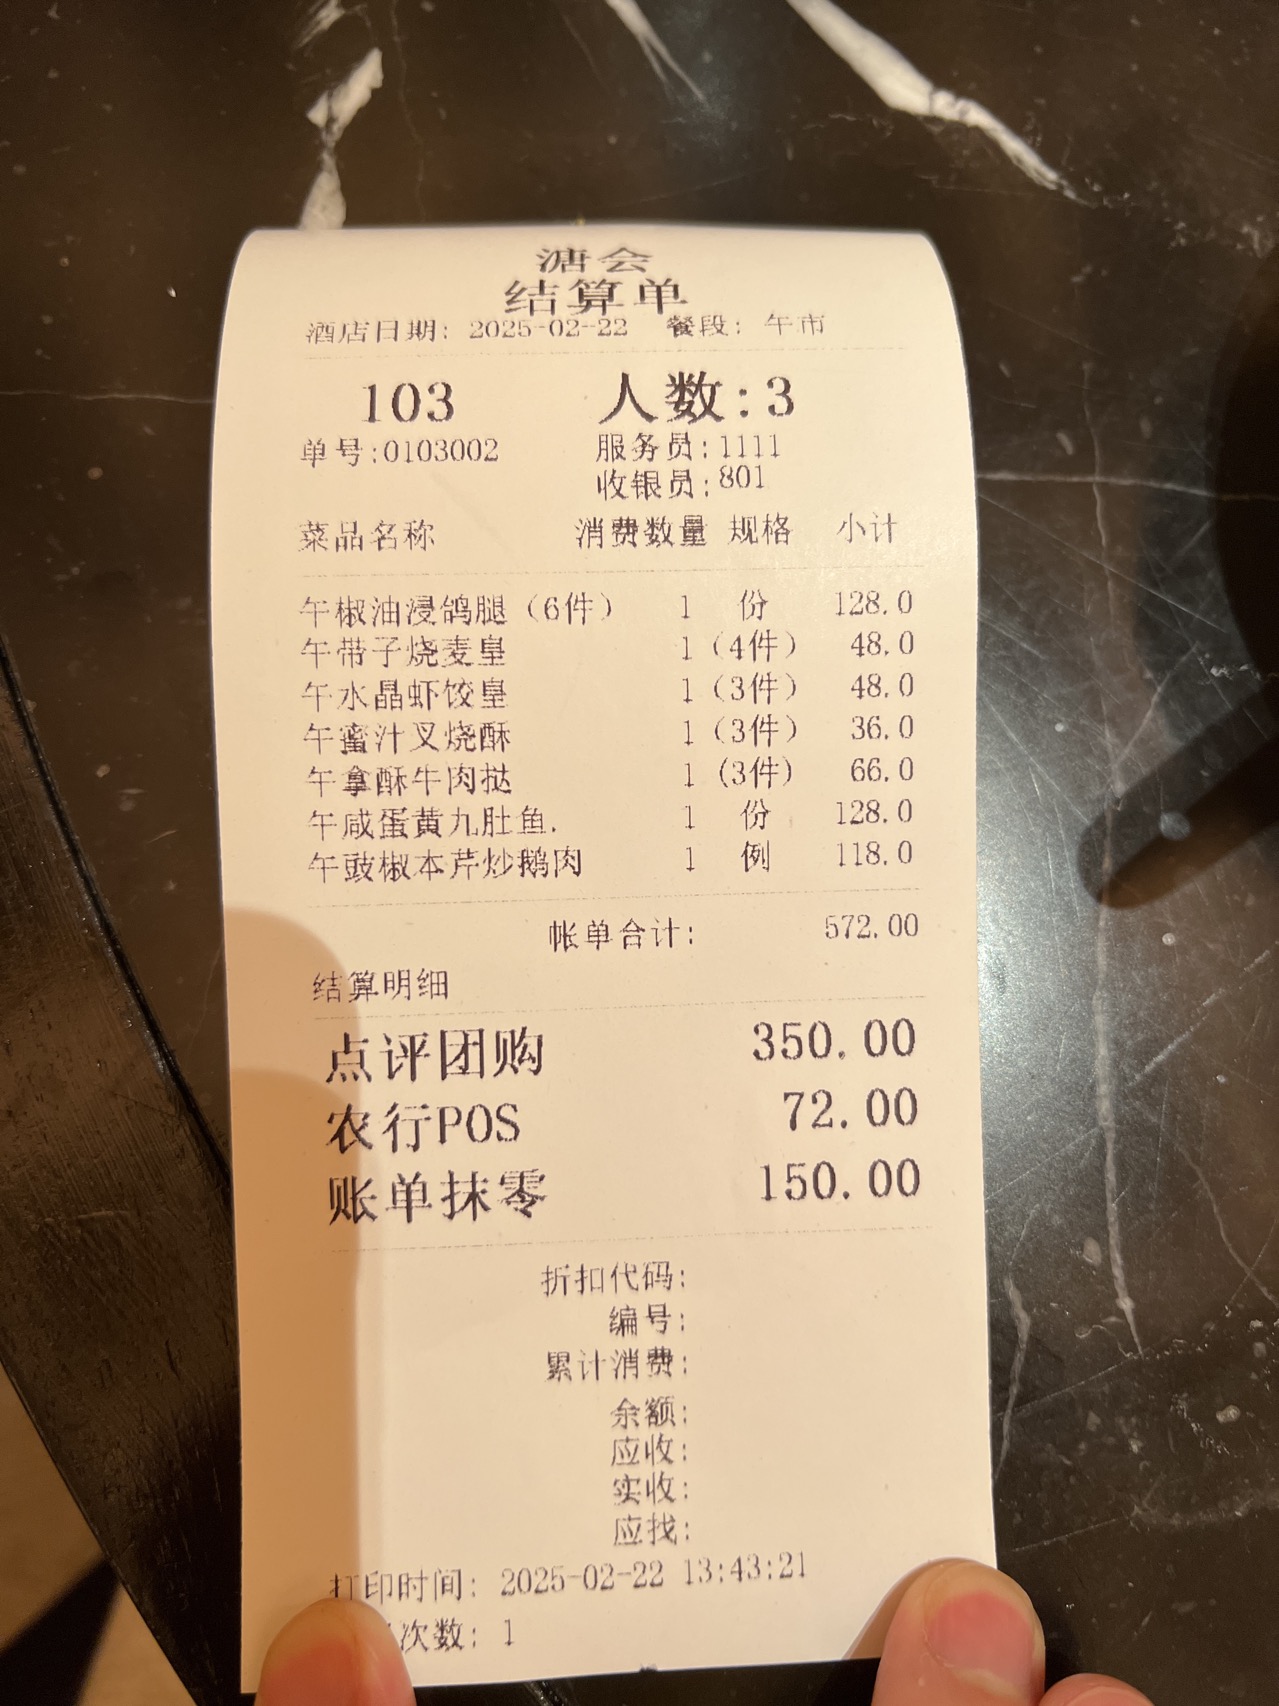 溏会
结算单
酒店日期: 2025-02-22 餐段: 午市
103 人数:3
单号:0103002 服务员:1111
收银员:801
菜品名称 消费数量 规格 小计
午椒油浸鸽腿（6件） 1 份 128.0
午带子烧麦皇 1 (4件) 48.0
午水晶虾饺皇 1 (3件) 48.0
午蜜汁叉烧酥 1 (3件) 36.0
午拿酥牛肉挞 1 (3件) 66.0
午咸蛋黄九肚鱼. 1 份 128.0
午豉椒本芹炒鹅肉 1 例 118.0
帐单合计: 572.00
结算明细
点评团购 350.00
农行POS 72.00
账单抹零 150.00
折扣代码:
编号:
累计消费:
余额:
应收:
实收:
应找:
打印时间: 2025-02-22 13:43:21
次数: 1